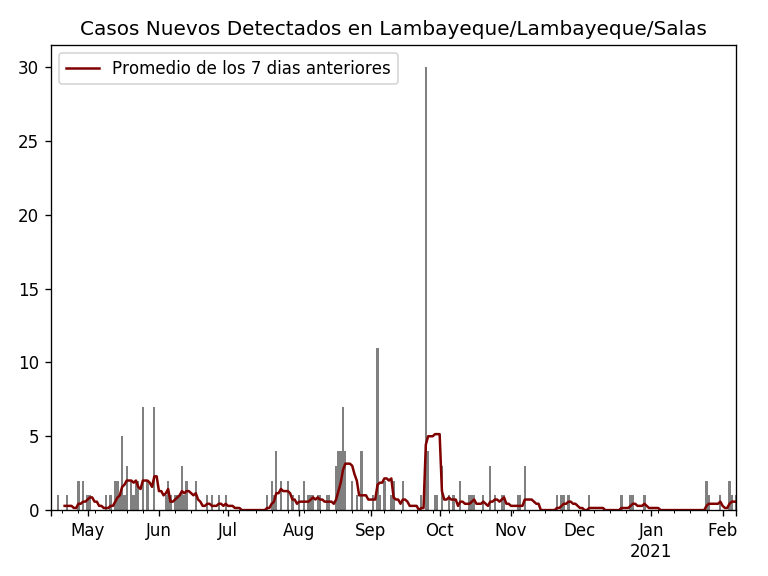 Casos Nuevos Detectados en Lambayeque/Lambayeque/Salas
Promedio de los 7 dias anteriores
30
25
20
15
10
5
0
May Jun Jul Aug Sep Oct Nov Dec Jan Feb
2021